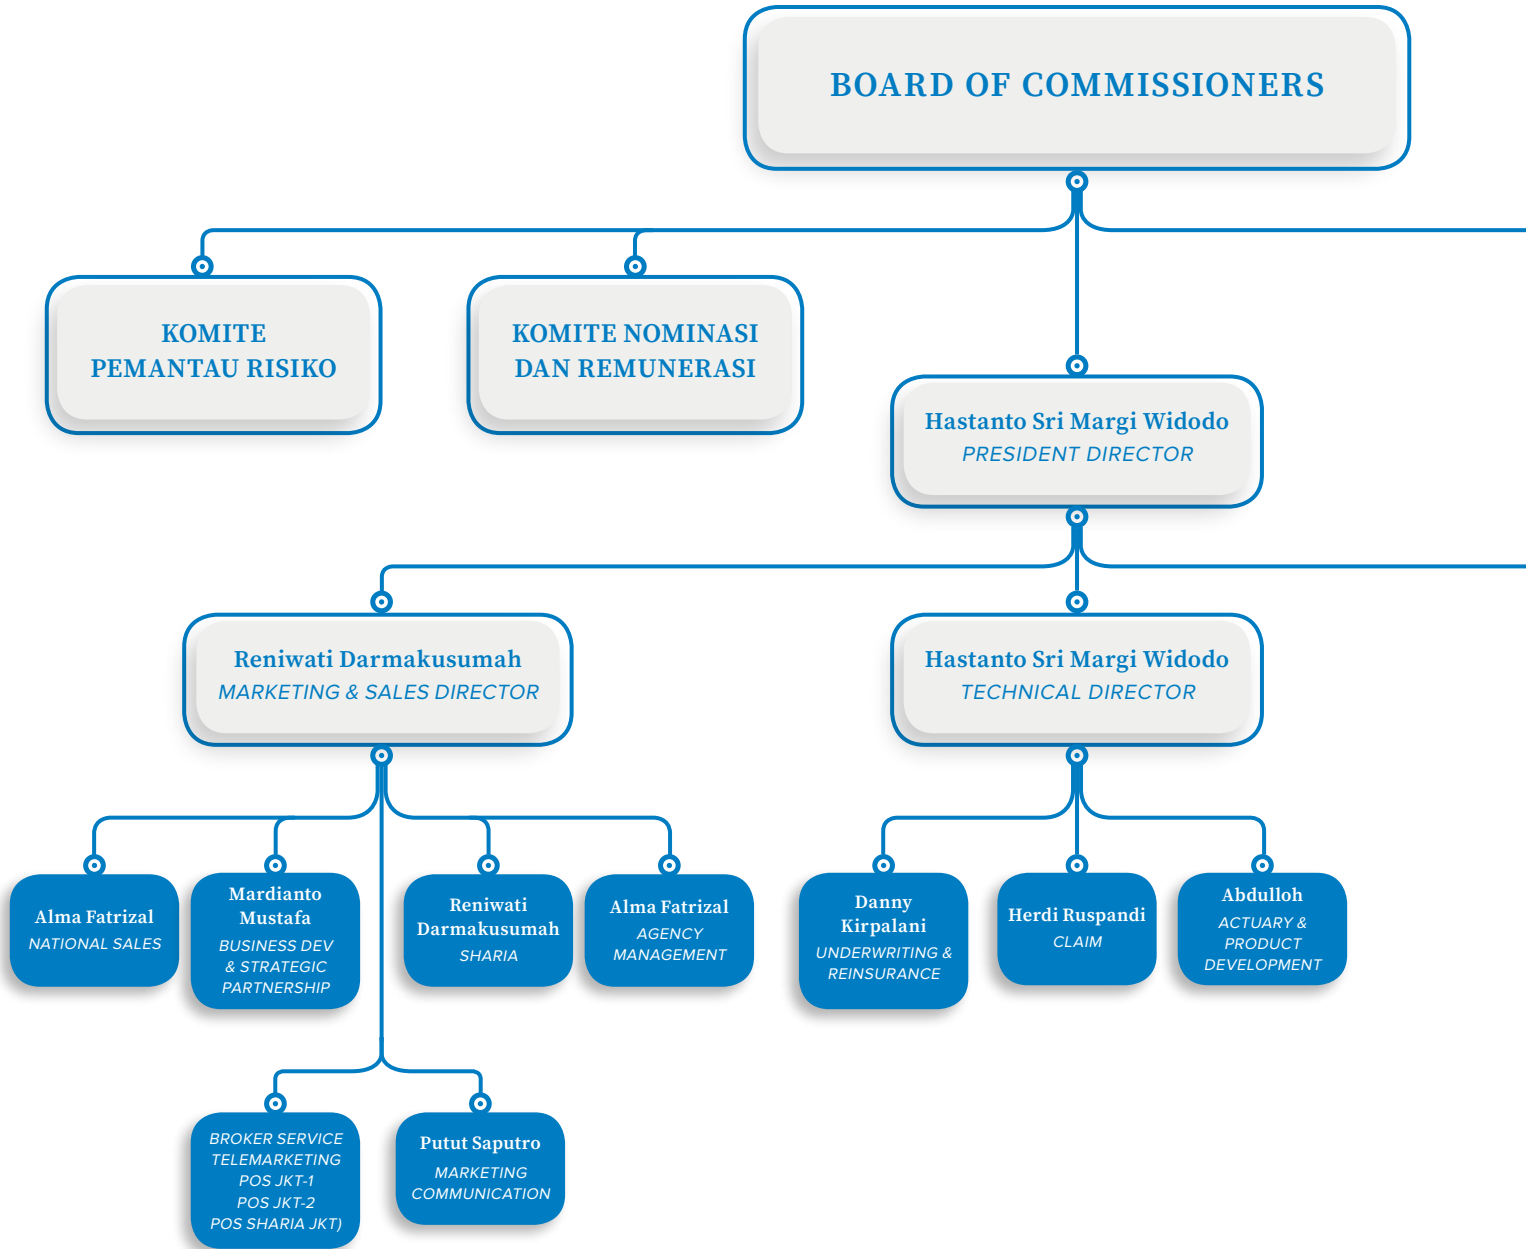 BOARD OF COMMISSIONERS
KOMITE
PEMANTAU RISIKO
KOMITE NOMINASI
DAN REMUNERASI
Hastanto Sri Margi Widodo
PRESIDENT DIRECTOR
Reniwati Darmakusumah
MARKETING & SALES DIRECTOR
Hastanto Sri Margi Widodo
TECHNICAL DIRECTOR
Alma Fatrizal
NATIONAL SALES
Mardianto
Mustafa
BUSINESS DEV
& STRATEGIC
PARTNERSHIP
Reniwati
Darmakusumah
SHARIA
Alma Fatrizal
AGENCY
MANAGEMENT
Danny
Kirpalani
UNDERWRITING &
REINSURANCE
Herdi Ruspandi
CLAIM
Abdulloh
ACTUARY &
PRODUCT
DEVELOPMENT
BROKER SERVICE
TELEMARKETING
POS JKT-1
POS JKT-2
POS SHARIA JKT)
Putut Saputro
MARKETING
COMMUNICATION